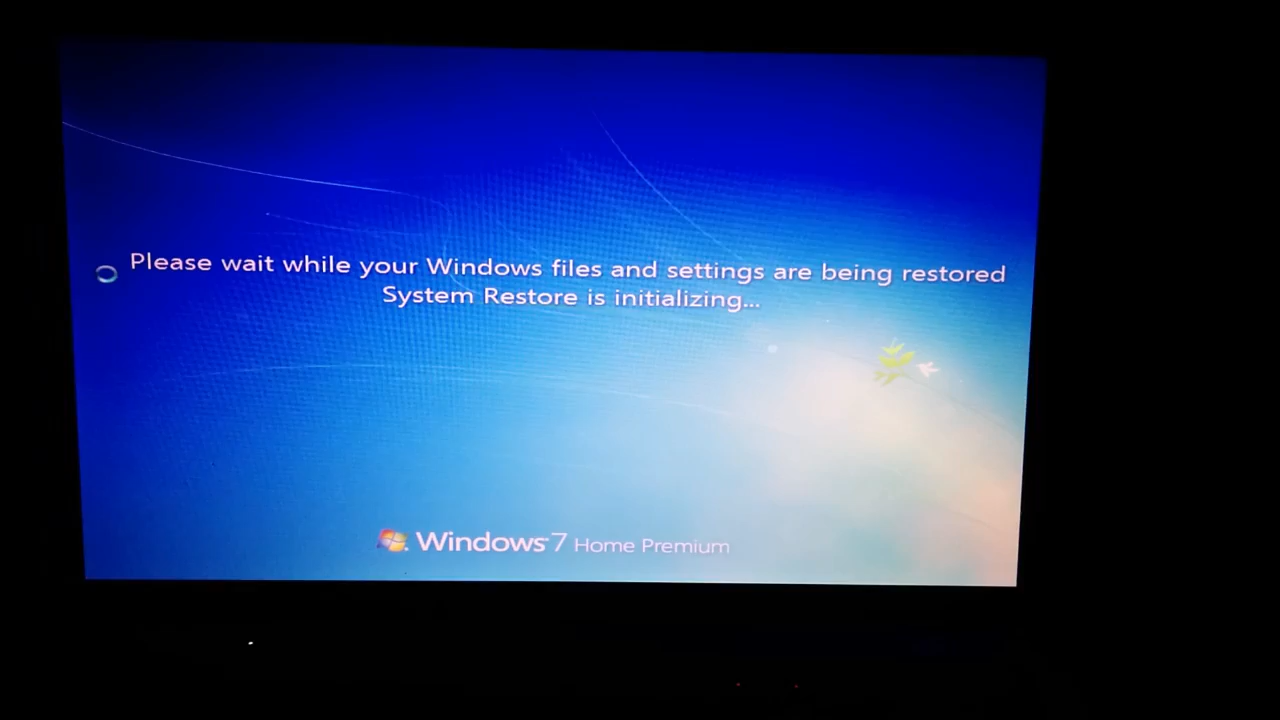 Please wait while your Windows files and settings are being restored
System Restore is initializing...
Windows 7 Home Premium